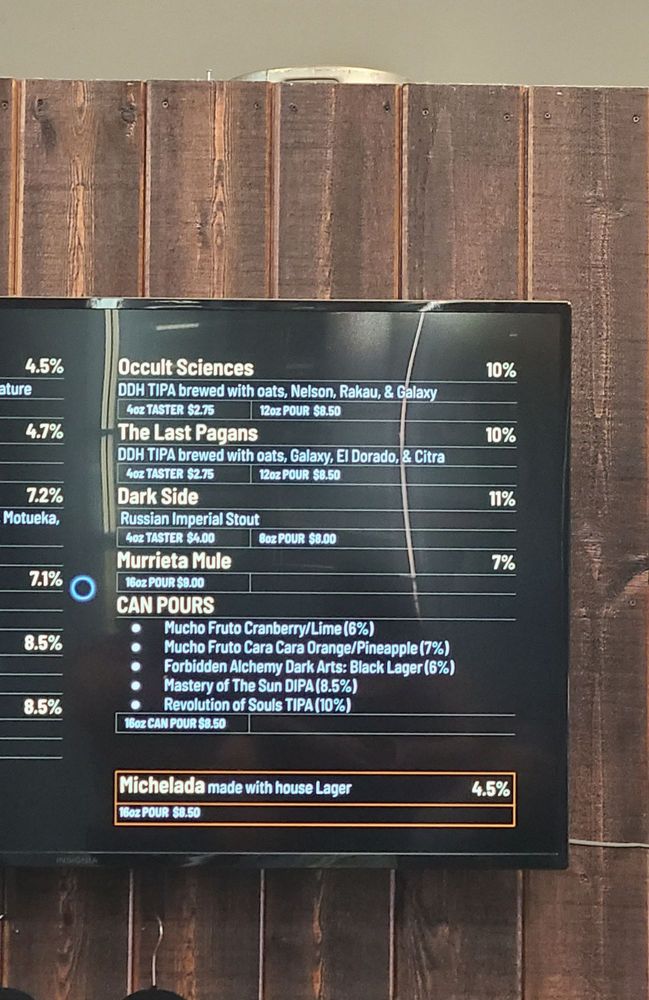 4.5%
ature
4.7%
7.2%
Motueka,
7.1%
8.5%
8.5%
Occult Sciences 10%
DDH TIPA brewed with oats, Nelson, Rakau, & Galaxy
4oz TASTER $2.75 12oz POUR $8.50
The Last Pagans 10%
DDH TIPA brewed with oats, Galaxy, El Dorado, & Citra
4oz TASTER $2.75 12oz POUR $8.50
Dark Side 11%
Russian Imperial Stout
4oz TASTER $4.00 8oz POUR $8.00
Murrieta Mule 7%
16oz POUR $9.00
CAN POURS
Mucho Fruto Cranberry/Lime (6%)
Mucho Fruto Cara Cara Orange/Pineapple (7%)
Forbidden Alchemy Dark Arts: Black Lager (6%)
Mastery of The Sun DIPA (8.5%)
Revolution of Souls TIPA (10%)
16oz CAN POUR $8.50
Michelada made with house Lager 4.5%
16oz POUR $8.50
INSIGNIA